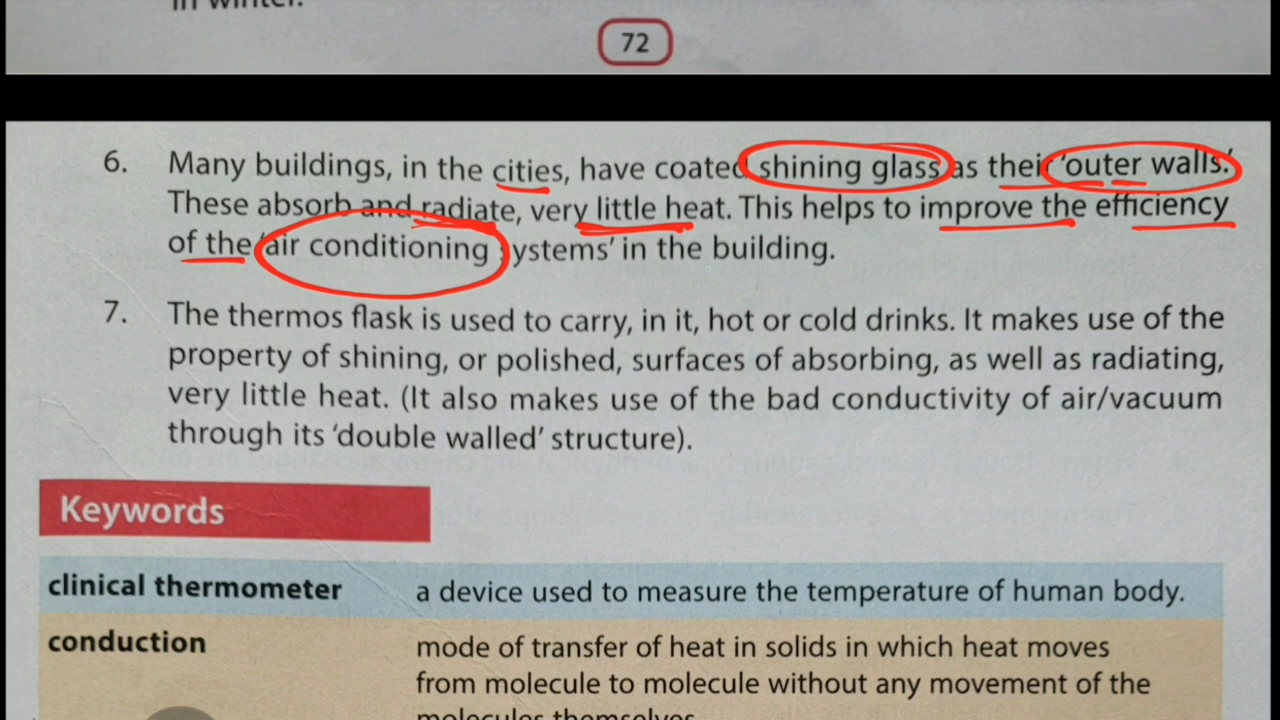 in winter.
72
6. Many buildings, in the cities, have coated shining glass as their 'outer walls.'
These absorb and radiate, very little heat. This helps to improve the efficiency
of the 'air conditioning systems' in the building.
7. The thermos flask is used to carry, in it, hot or cold drinks. It makes use of the
property of shining, or polished, surfaces of absorbing, as well as radiating,
very little heat. (It also makes use of the bad conductivity of air/vacuum
through its 'double walled' structure).
Keywords
clinical thermometer a device used to measure the temperature of human body.
conduction mode of transfer of heat in solids in which heat moves
from molecule to molecule without any movement of the
molecules themselves